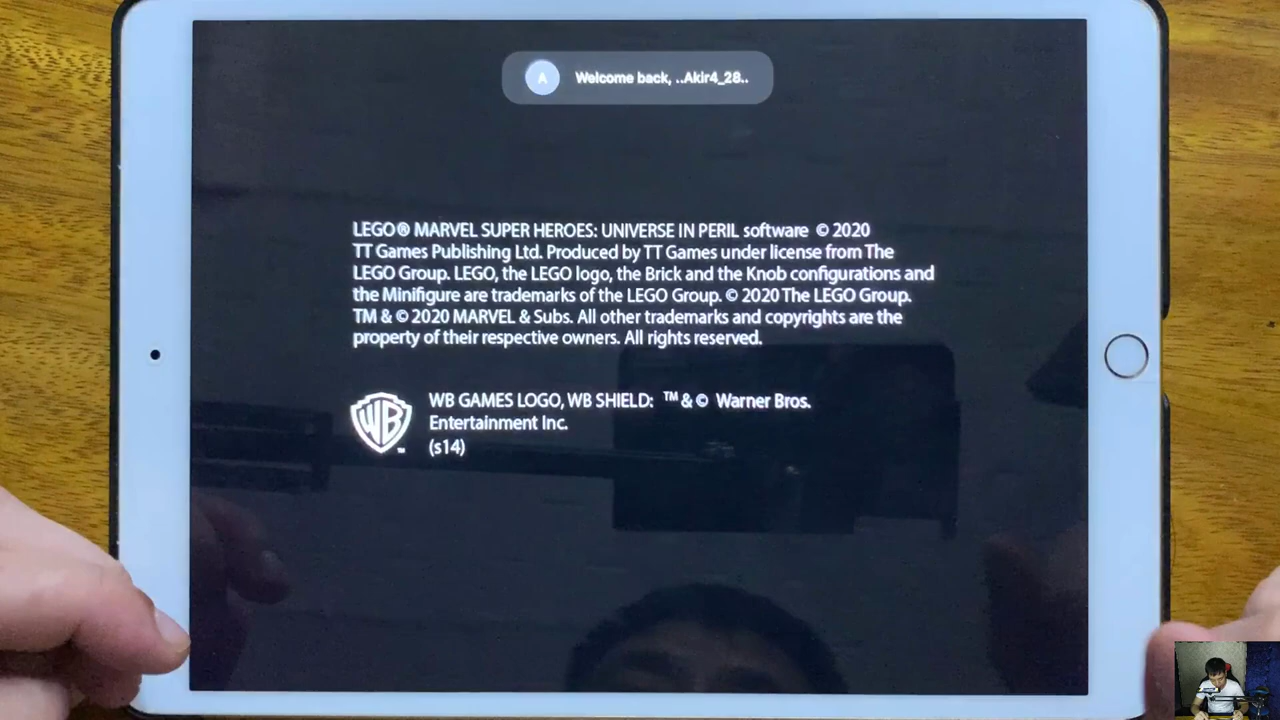 A Welcome back, ..Akir4_28..
LEGO® MARVEL SUPER HEROES: UNIVERSE IN PERIL software © 2020
TT Games Publishing Ltd. Produced by TT Games under license from The
LEGO Group. LEGO, the LEGO logo, the Brick and the Knob configurations and
the Minifigure are trademarks of the LEGO Group. © 2020 The LEGO Group.
TM & © 2020 MARVEL & Subs. All other trademarks and copyrights are the
property of their respective owners. All rights reserved.
WB GAMES LOGO, WB SHIELD: ™ & © Warner Bros.
Entertainment Inc.
(s14)
WB
TM